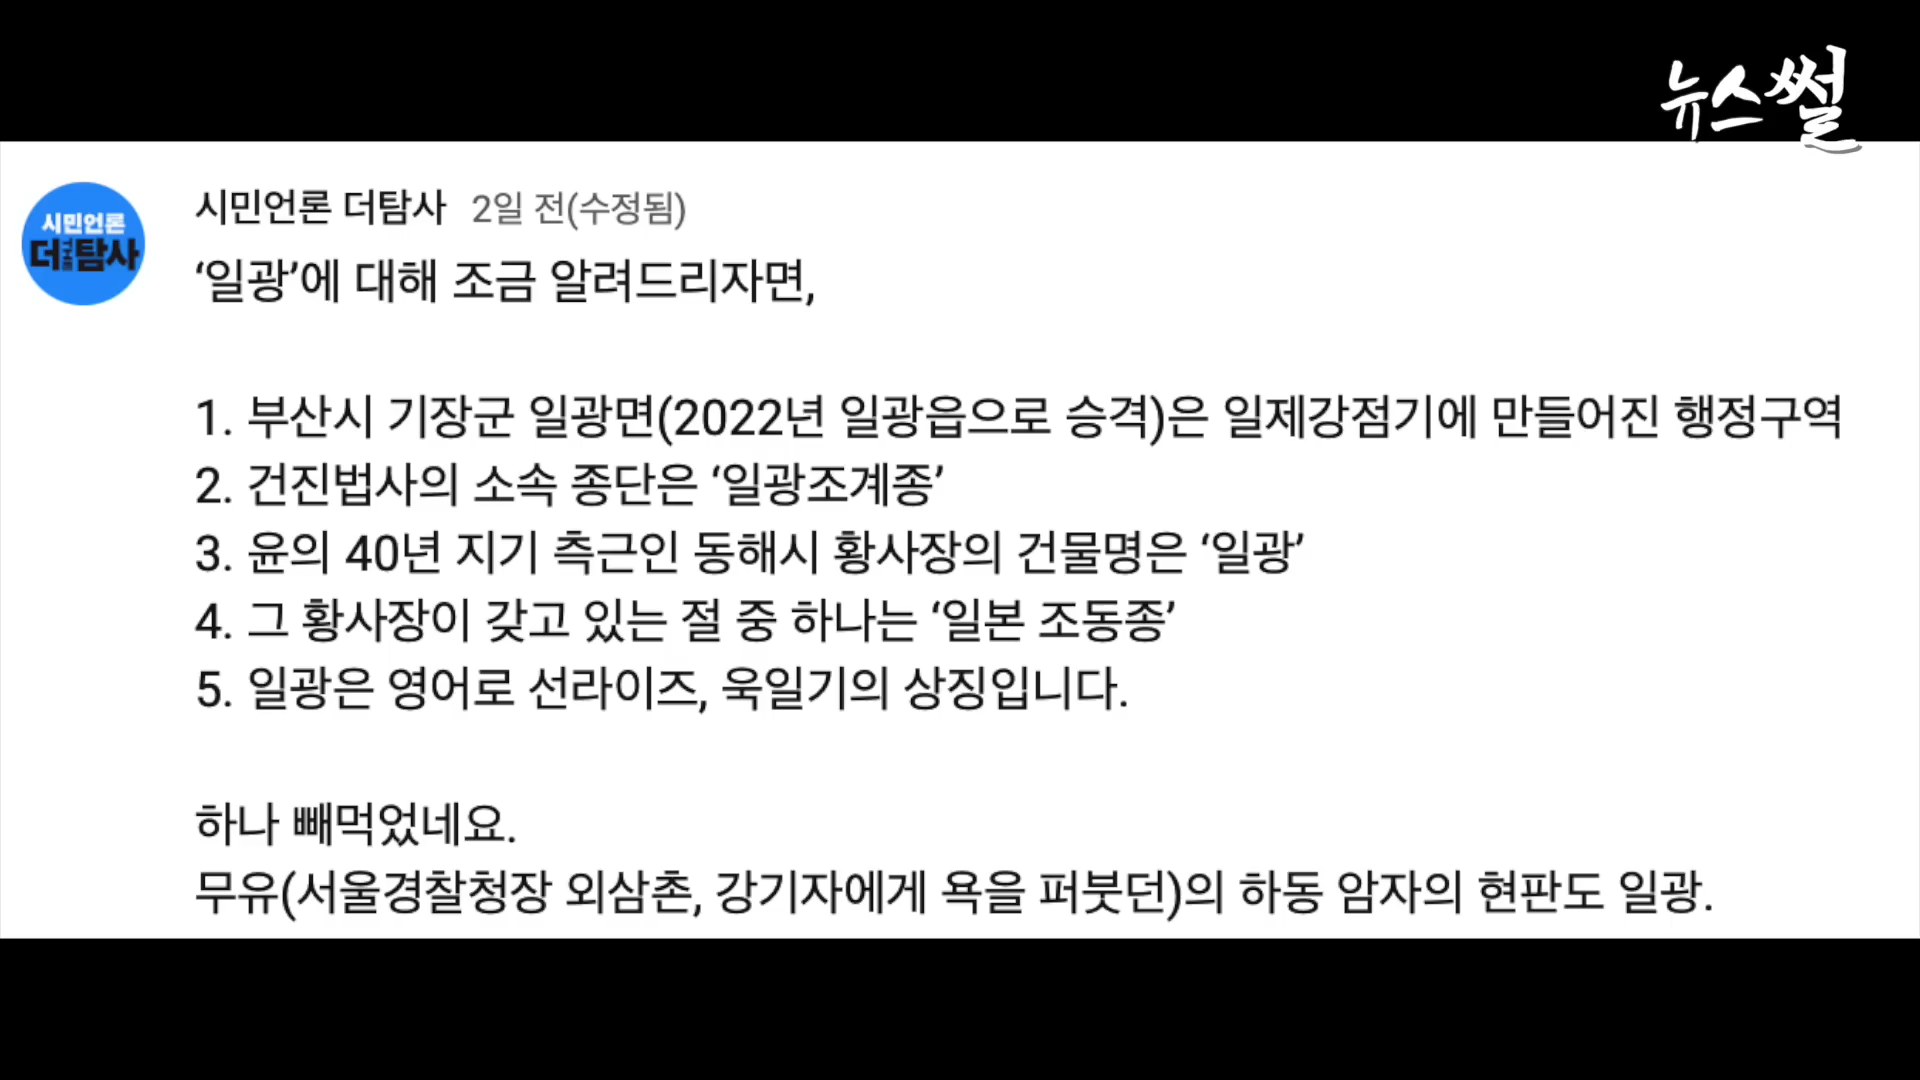 뉴스썰
시민언론
더탐사
시민언론 더탐사 2일 전(수정됨)
‘일광’에 대해 조금 알려드리자면,
1. 부산시 기장군 일광면(2022년 일광읍으로 승격)은 일제강점기에 만들어진 행정구역
2. 건진법사의 소속 종단은 ‘일광조계종’
3. 윤의 40년 지기 측근인 동해시 황사장의 건물명은 ‘일광’
4. 그 황사장이 갖고 있는 절 중 하나는 ‘일본 조동종’
5. 일광은 영어로 선라이즈, 욱일기의 상징입니다.
하나 빼먹었네요.
무유(서울경찰청장 외삼촌, 강기자에게 욕을 퍼붓던)의 하동 암자의 현판도 일광.